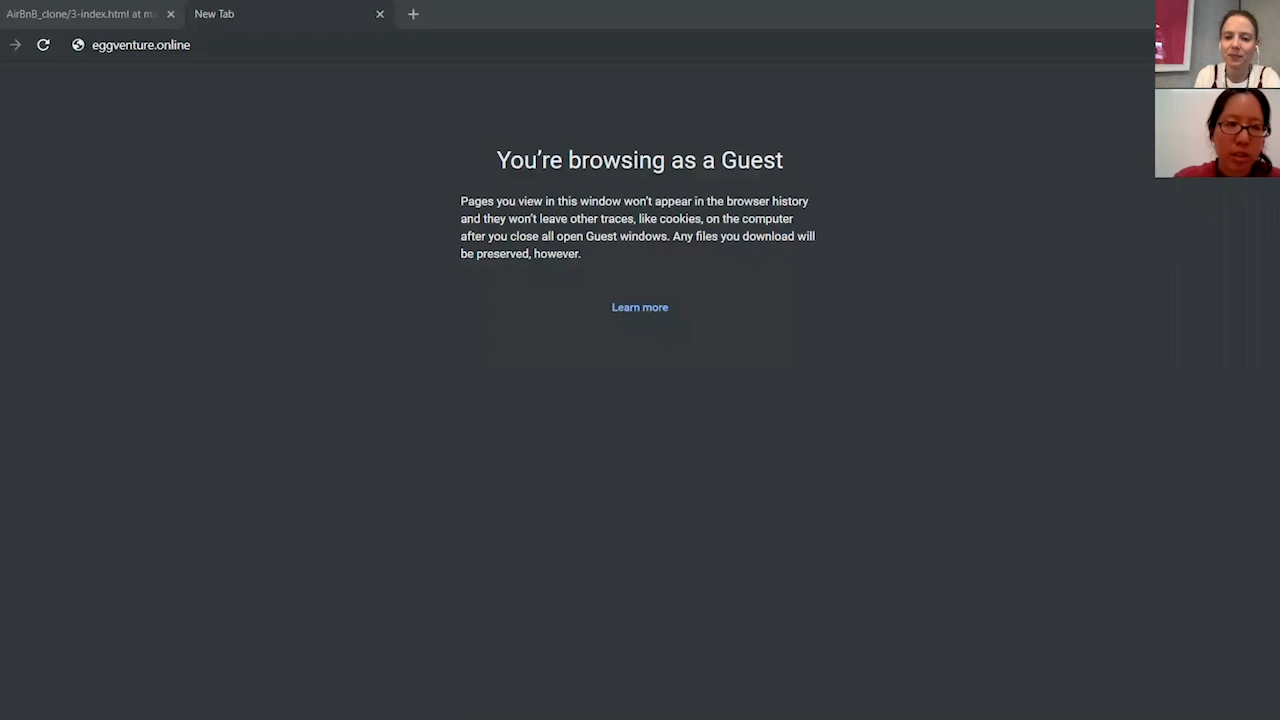 AirBnB_clone/3-index.html at ma
New Tab
eggventure.online
You’re browsing as a Guest
Pages you view in this window won’t appear in the browser history
and they won’t leave other traces, like cookies, on the computer
after you close all open Guest windows. Any files you download will
be preserved, however.
Learn more